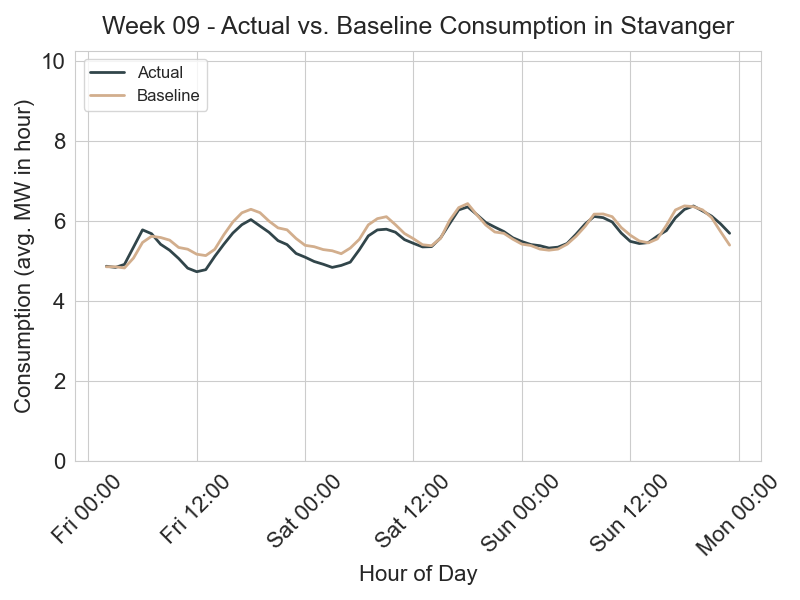 Week 09 - Actual vs. Baseline Consumption in Stavanger
Actual
Baseline
Consumption (avg. MW in hour)
10
8
6
4
2
0
Fri 00:00
Fri 12:00
Sat 00:00
Sat 12:00
Sun 00:00
Sun 12:00
Mon 00:00
Hour of Day